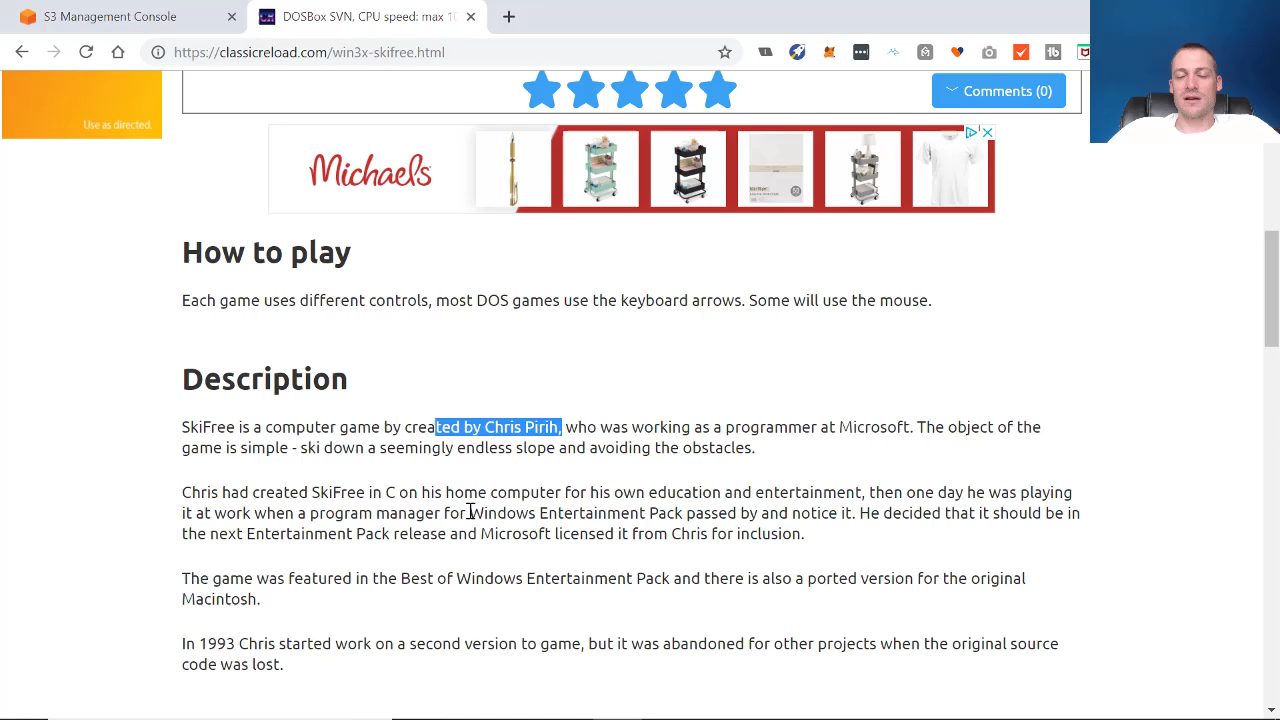 S3 Management Console
DOSBox SVN, CPU speed: max 10
https://classicreload.com/win3x-skifree.html
Use as directed.
Comments (0)
Michaels
How to play
Each game uses different controls, most DOS games use the keyboard arrows. Some will use the mouse.
Description
SkiFree is a computer game by created by Chris Pirih, who was working as a programmer at Microsoft. The object of the
game is simple - ski down a seemingly endless slope and avoiding the obstacles.
Chris had created SkiFree in C on his home computer for his own education and entertainment, then one day he was playing
it at work when a program manager for Windows Entertainment Pack passed by and notice it. He decided that it should be in
the next Entertainment Pack release and Microsoft licensed it from Chris for inclusion.
The game was featured in the Best of Windows Entertainment Pack and there is also a ported version for the original
Macintosh.
In 1993 Chris started work on a second version to game, but it was abandoned for other projects when the original source
code was lost.